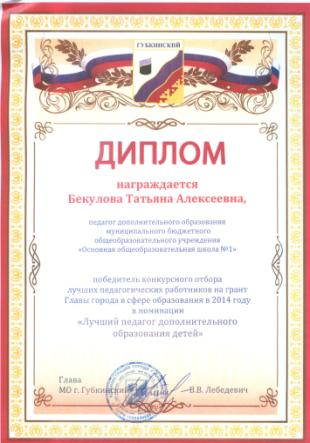 ГУБКИНСКИЙ
ДИПЛОМ
награждается
Бекулова Татьяна Алексеевна,
педагог дополнительного образования
муниципального бюджетного
общеобразовательного учреждения
«Основная общеобразовательная школа №1»
победитель конкурсного отбора
лучших педагогических работников на грант
Главы города в сфере образования в 2014 году
в номинации
«Лучший педагог дополнительного
образования детей»
Глава
МО г. Губкинский
В.В. Лебедевич